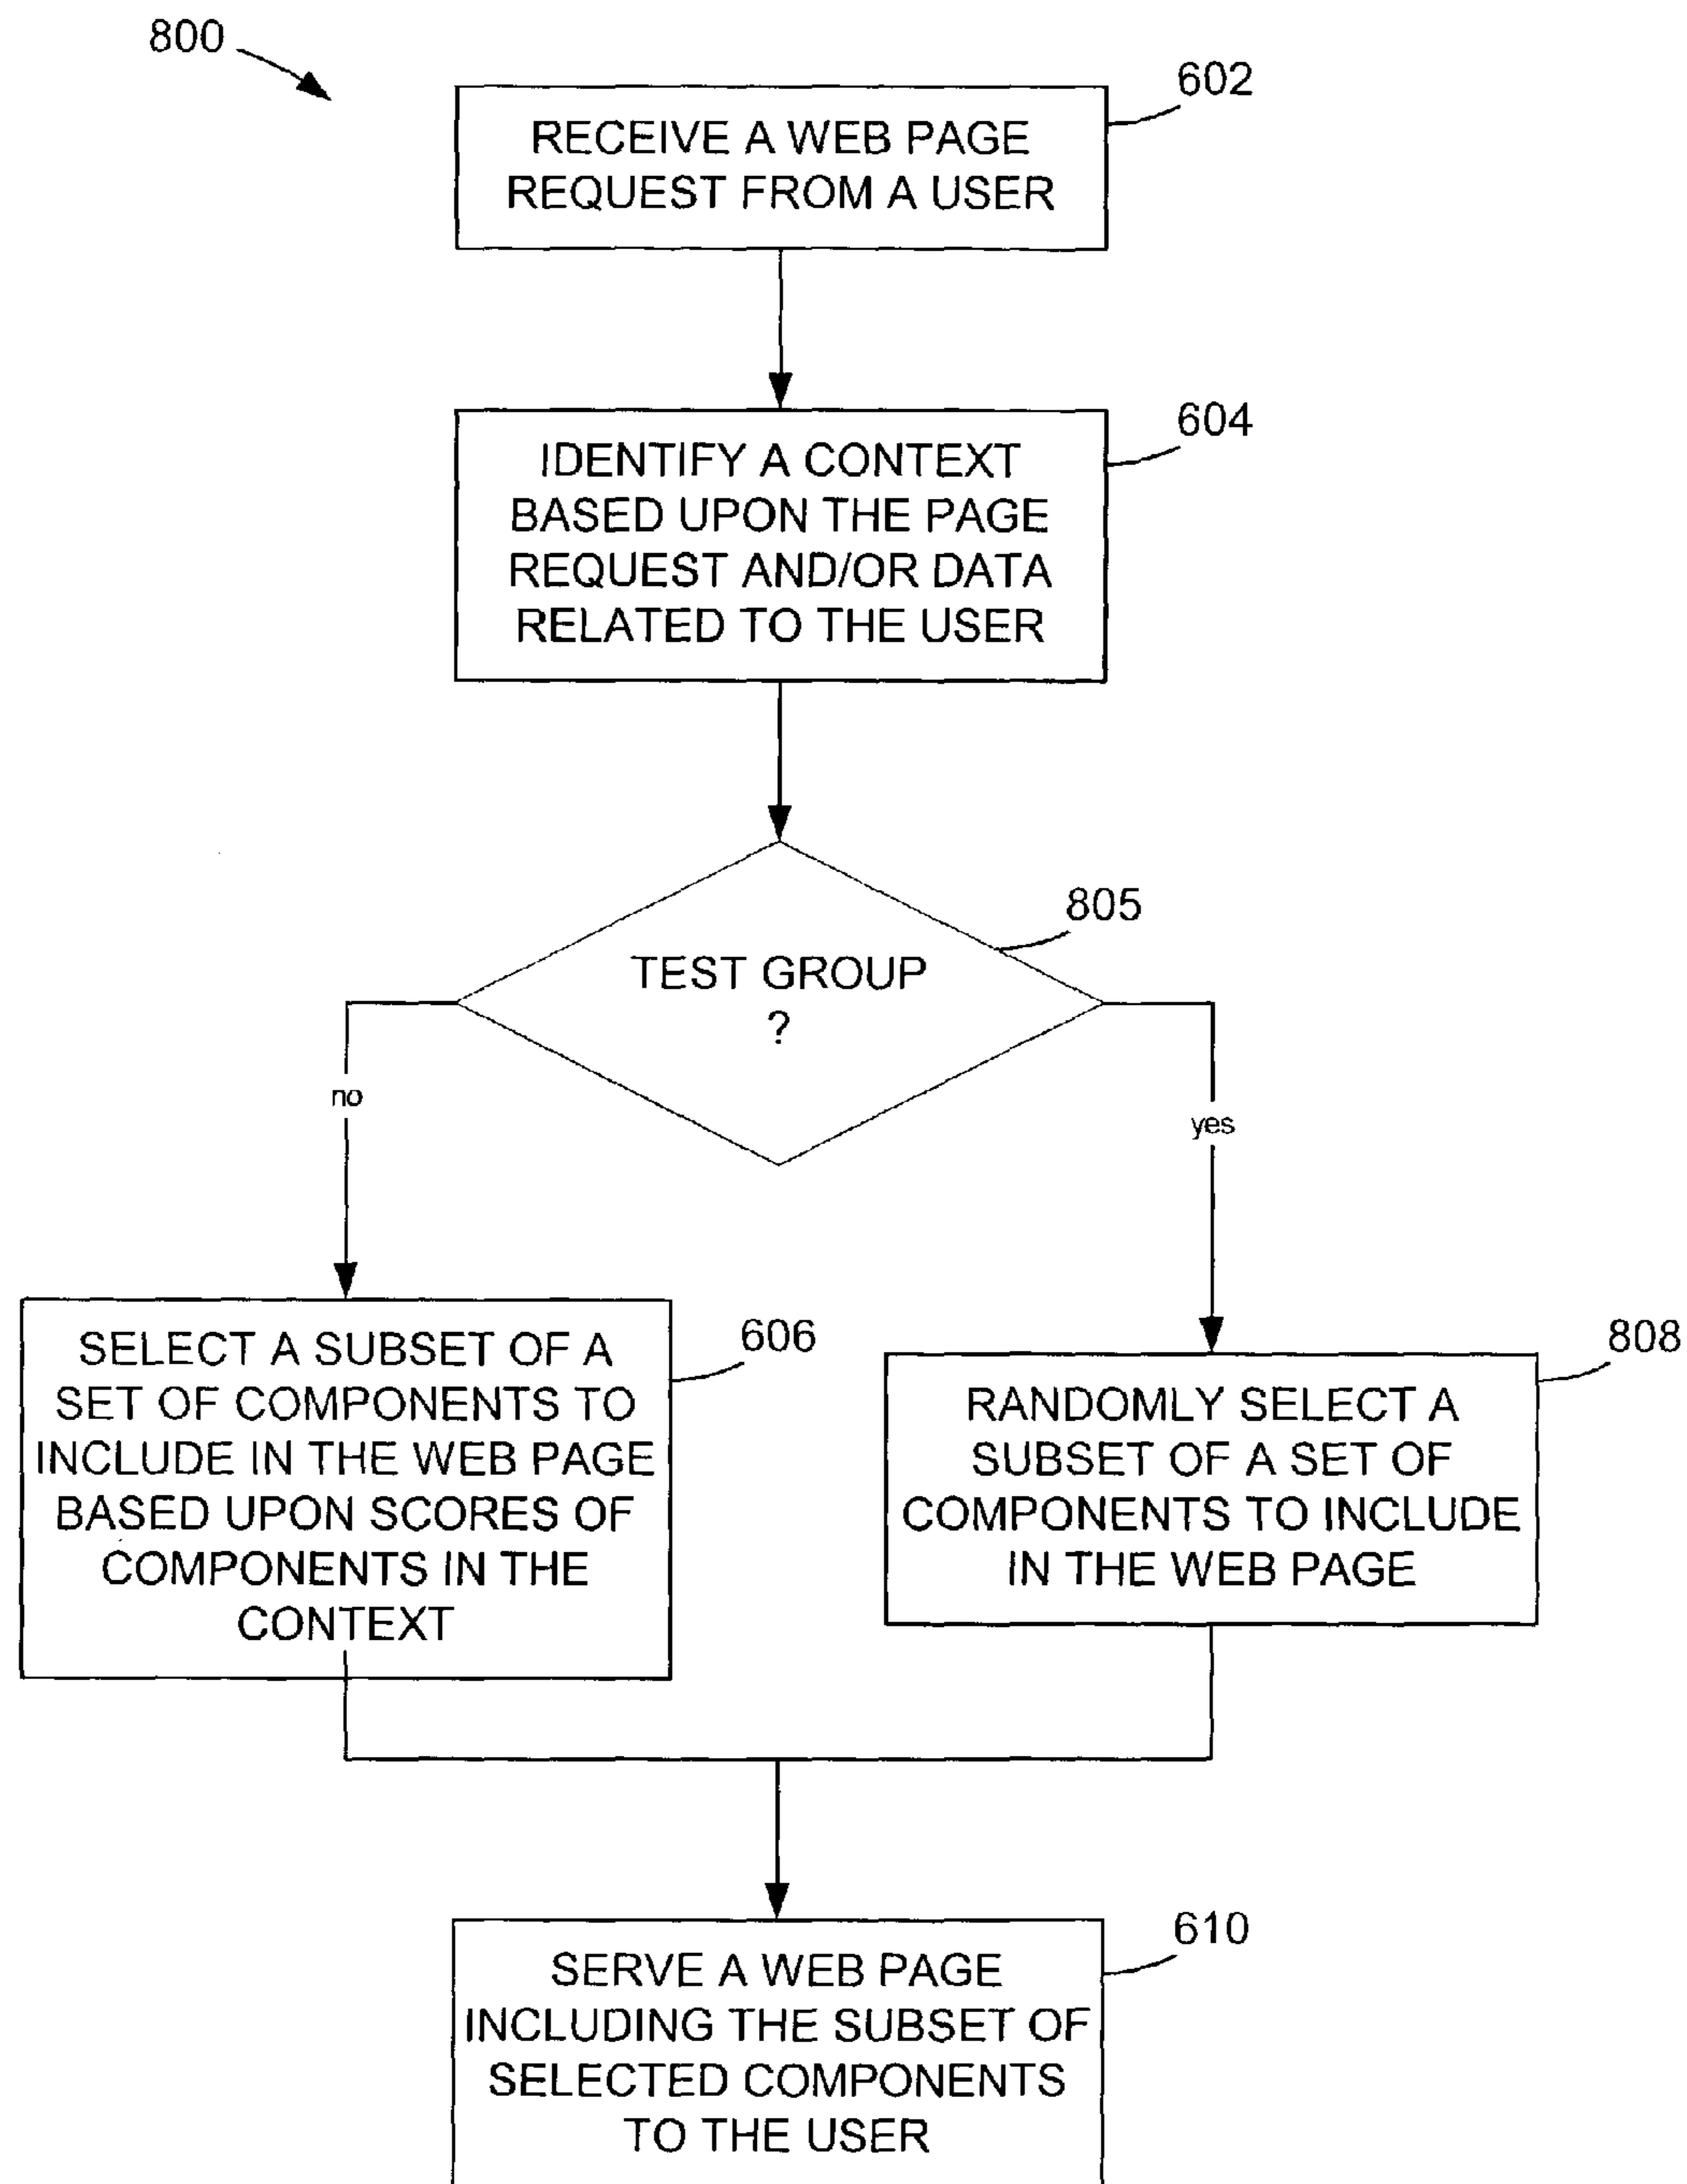 800
602
RECEIVE A WEB PAGE
REQUEST FROM A USER
604
IDENTIFY A CONTEXT
BASED UPON THE PAGE
REQUEST AND/OR DATA
RELATED TO THE USER
805
TEST GROUP
?
no
yes
606
SELECT A SUBSET OF A
SET OF COMPONENTS TO
INCLUDE IN THE WEB PAGE
BASED UPON SCORES OF
COMPONENTS IN THE
CONTEXT
808
RANDOMLY SELECT A
SUBSET OF A SET OF
COMPONENTS TO INCLUDE
IN THE WEB PAGE
610
SERVE A WEB PAGE
INCLUDING THE SUBSET OF
SELECTED COMPONENTS
TO THE USER